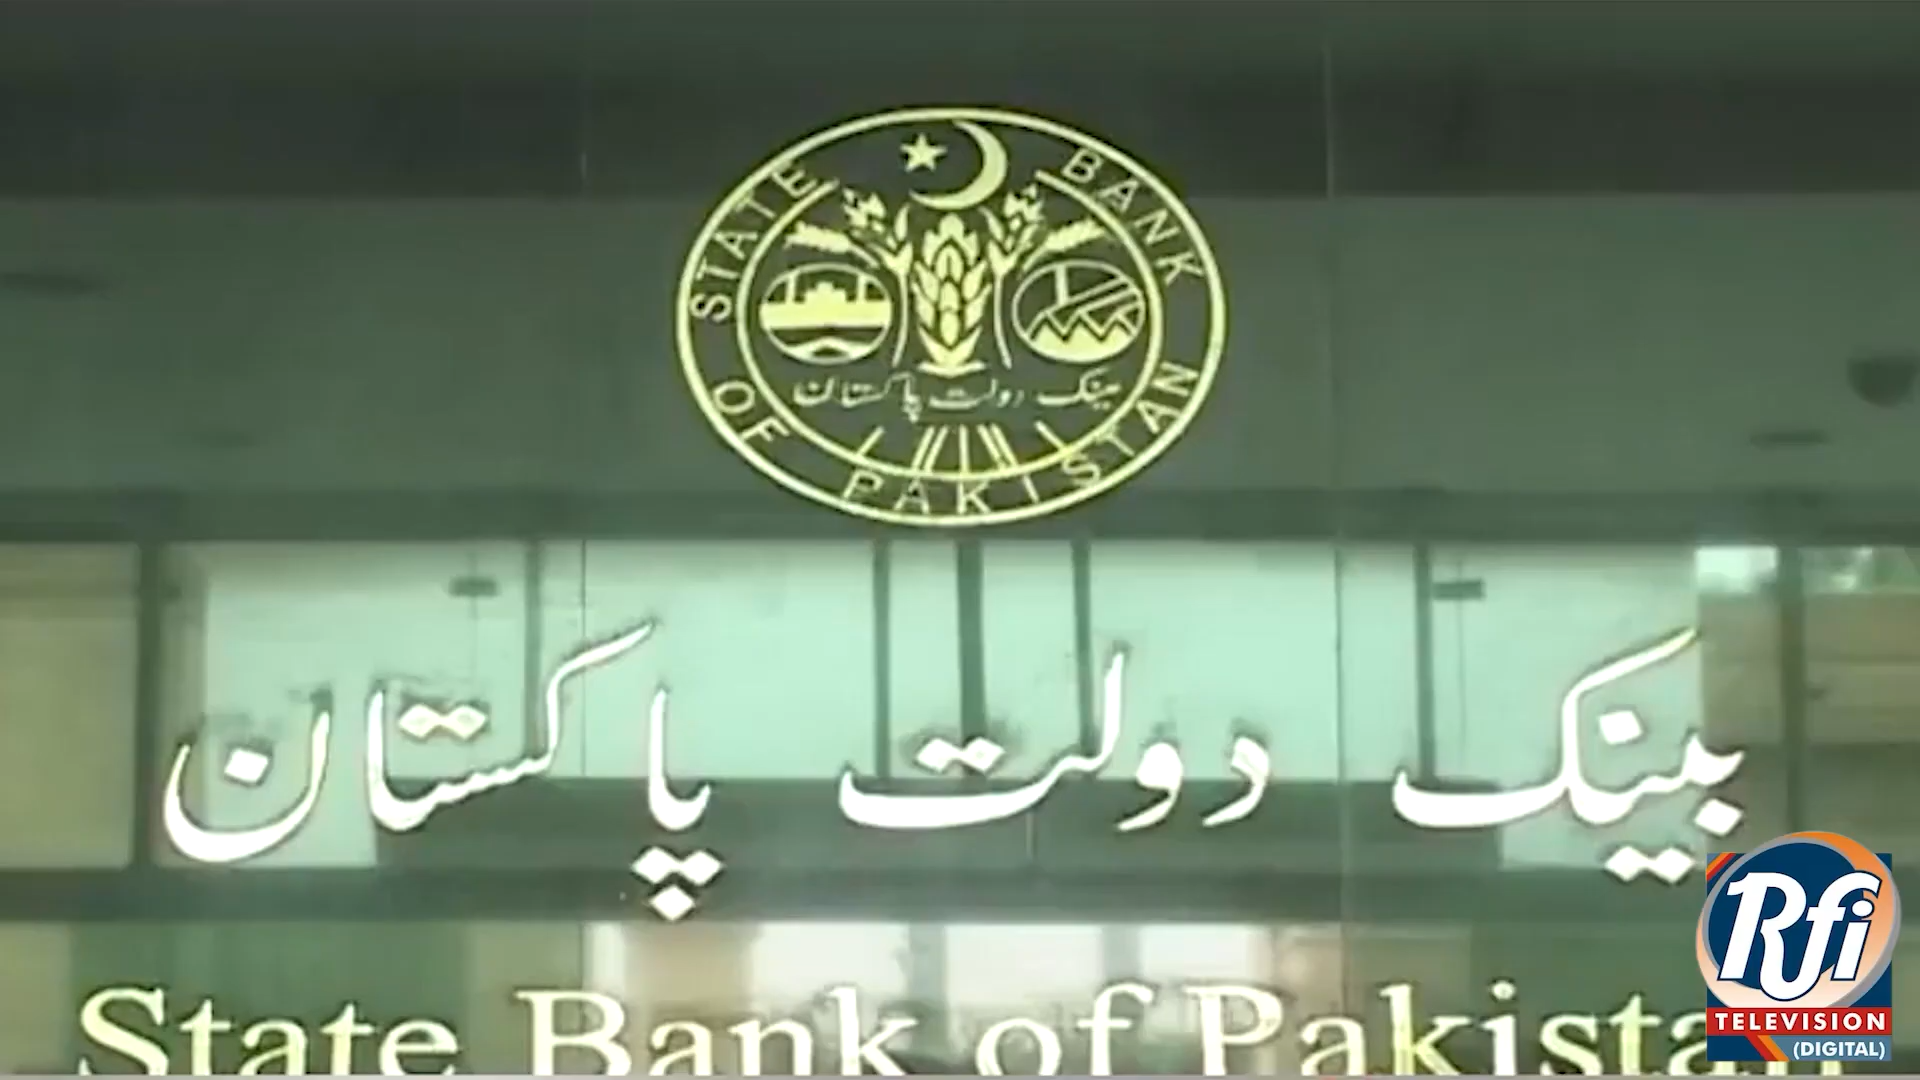 STATE BANK OF PAKISTAN
بینک دولت پاکستان
بینک دولت پاکستان
State Bank of Pakistan
Rfi
TELEVISION
(DIGITAL)